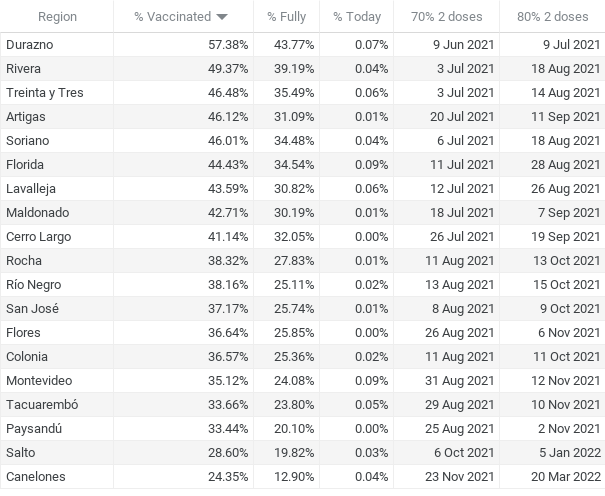 Region % Vaccinated % Fully % Today 70% 2 doses 80% 2 doses
Durazno 57.38% 43.77% 0.07% 9 Jun 2021 9 Jul 2021
Rivera 49.37% 39.19% 0.04% 3 Jul 2021 18 Aug 2021
Treinta y Tres 46.48% 35.49% 0.06% 3 Jul 2021 14 Aug 2021
Artigas 46.12% 31.09% 0.01% 20 Jul 2021 11 Sep 2021
Soriano 46.01% 34.48% 0.04% 6 Jul 2021 18 Aug 2021
Florida 44.43% 34.54% 0.09% 11 Jul 2021 28 Aug 2021
Lavalleja 43.59% 30.82% 0.06% 12 Jul 2021 26 Aug 2021
Maldonado 42.71% 30.19% 0.01% 18 Jul 2021 7 Sep 2021
Cerro Largo 41.14% 32.05% 0.00% 26 Jul 2021 19 Sep 2021
Rocha 38.32% 27.83% 0.01% 11 Aug 2021 13 Oct 2021
Río Negro 38.16% 25.11% 0.02% 13 Aug 2021 15 Oct 2021
San José 37.17% 25.74% 0.01% 8 Aug 2021 9 Oct 2021
Flores 36.64% 25.85% 0.00% 26 Aug 2021 6 Nov 2021
Colonia 36.57% 25.36% 0.02% 11 Aug 2021 11 Oct 2021
Montevideo 35.12% 24.08% 0.09% 31 Aug 2021 12 Nov 2021
Tacuarembó 33.66% 23.80% 0.05% 29 Aug 2021 10 Nov 2021
Paysandú 33.44% 20.10% 0.00% 25 Aug 2021 2 Nov 2021
Salto 28.60% 19.82% 0.03% 6 Oct 2021 5 Jan 2022
Canelones 24.35% 12.90% 0.04% 23 Nov 2021 20 Mar 2022